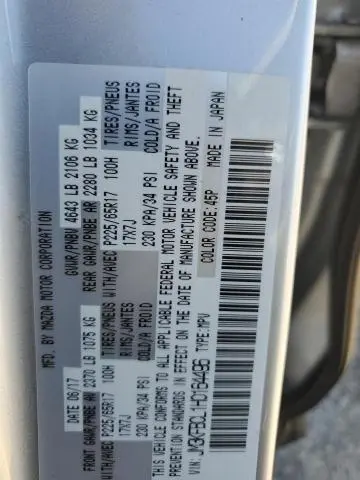 MFD. BY MAZDA MOTOR CORPORATION
DATE 06/17 GVWR/PNBV 4643 LB 2106 KG
FRONT GAWR/PNBE AV 2370 LB 1075 KG REAR GAWR/PNBE AR 2280 LB 1034 KG
WITH/AVEC P225/65R17 100H TIRES/PNEUS WITH/AVEC P225/65R17 100H TIRES/PNEUS
17X7J RIMS/JANTES 17X7J RIMS/JANTES
230 KPA/34 PSI COLD/A FROID 230 KPA/34 PSI COLD/A FROID
THIS VEHICLE CONFORMS TO ALL APPLICABLE FEDERAL MOTOR VEHICLE SAFETY AND THEFT
PREVENTION STANDARDS IN EFFECT ON THE DATE OF MANUFACTURE SHOWN ABOVE.
COLOR CODE: 45P MADE IN JAPAN
VIN: JM3KFBCL1H0164496 TYPE: MPV